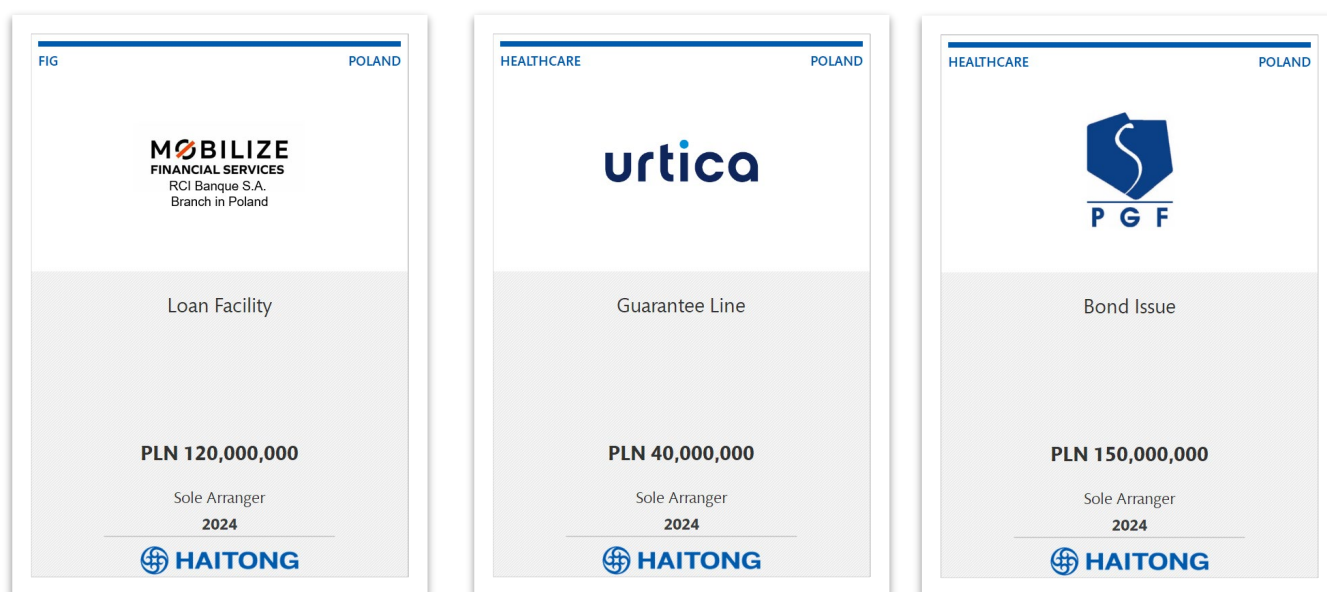 FIG POLAND
MOBILIZE
FINANCIAL SERVICES
RCI Banque S.A.
Branch in Poland
Loan Facility
PLN 120,000,000
Sole Arranger
2024
HAITONG
HEALTHCARE POLAND
urtica
Guarantee Line
PLN 40,000,000
Sole Arranger
2024
HAITONG
HEALTHCARE POLAND
PGF
Bond Issue
PLN 150,000,000
Sole Arranger
2024
HAITONG